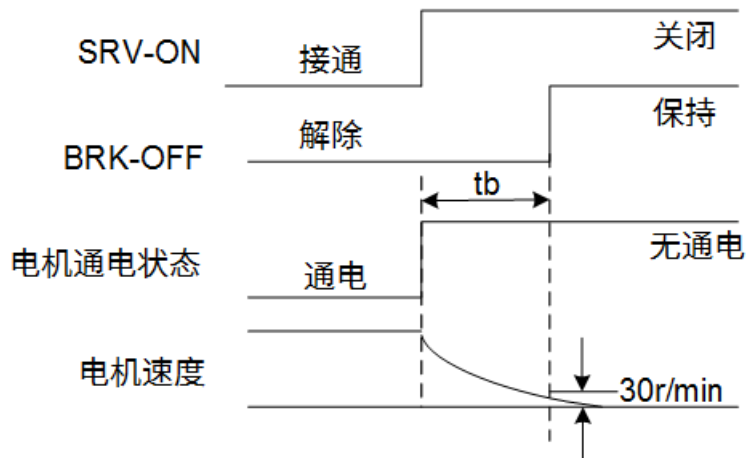 SRV-ON 接通 关闭
BRK-OFF 解除 保持
tb
电机通电状态 通电 无通电
电机速度 30r/min